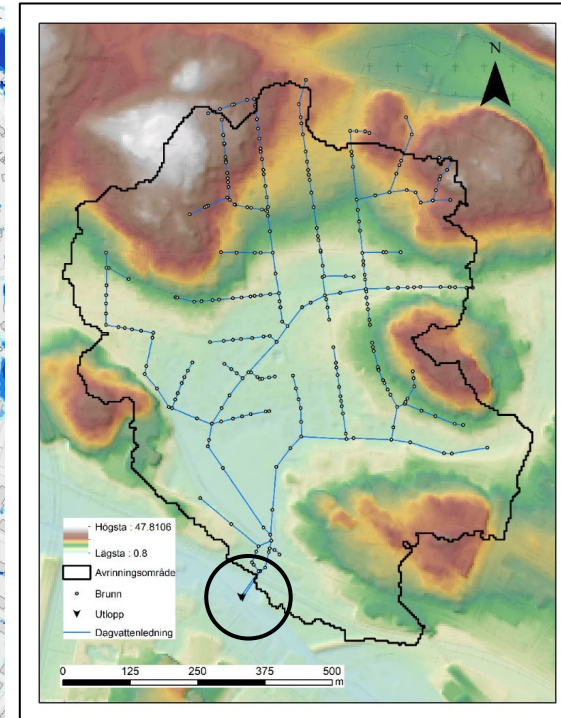 N
Högsta : 47.8106
Lägsta : 0.8
Avrinningsområde
Brunn
Utlopp
Dagvattenledning
0 125 250 375 500
m